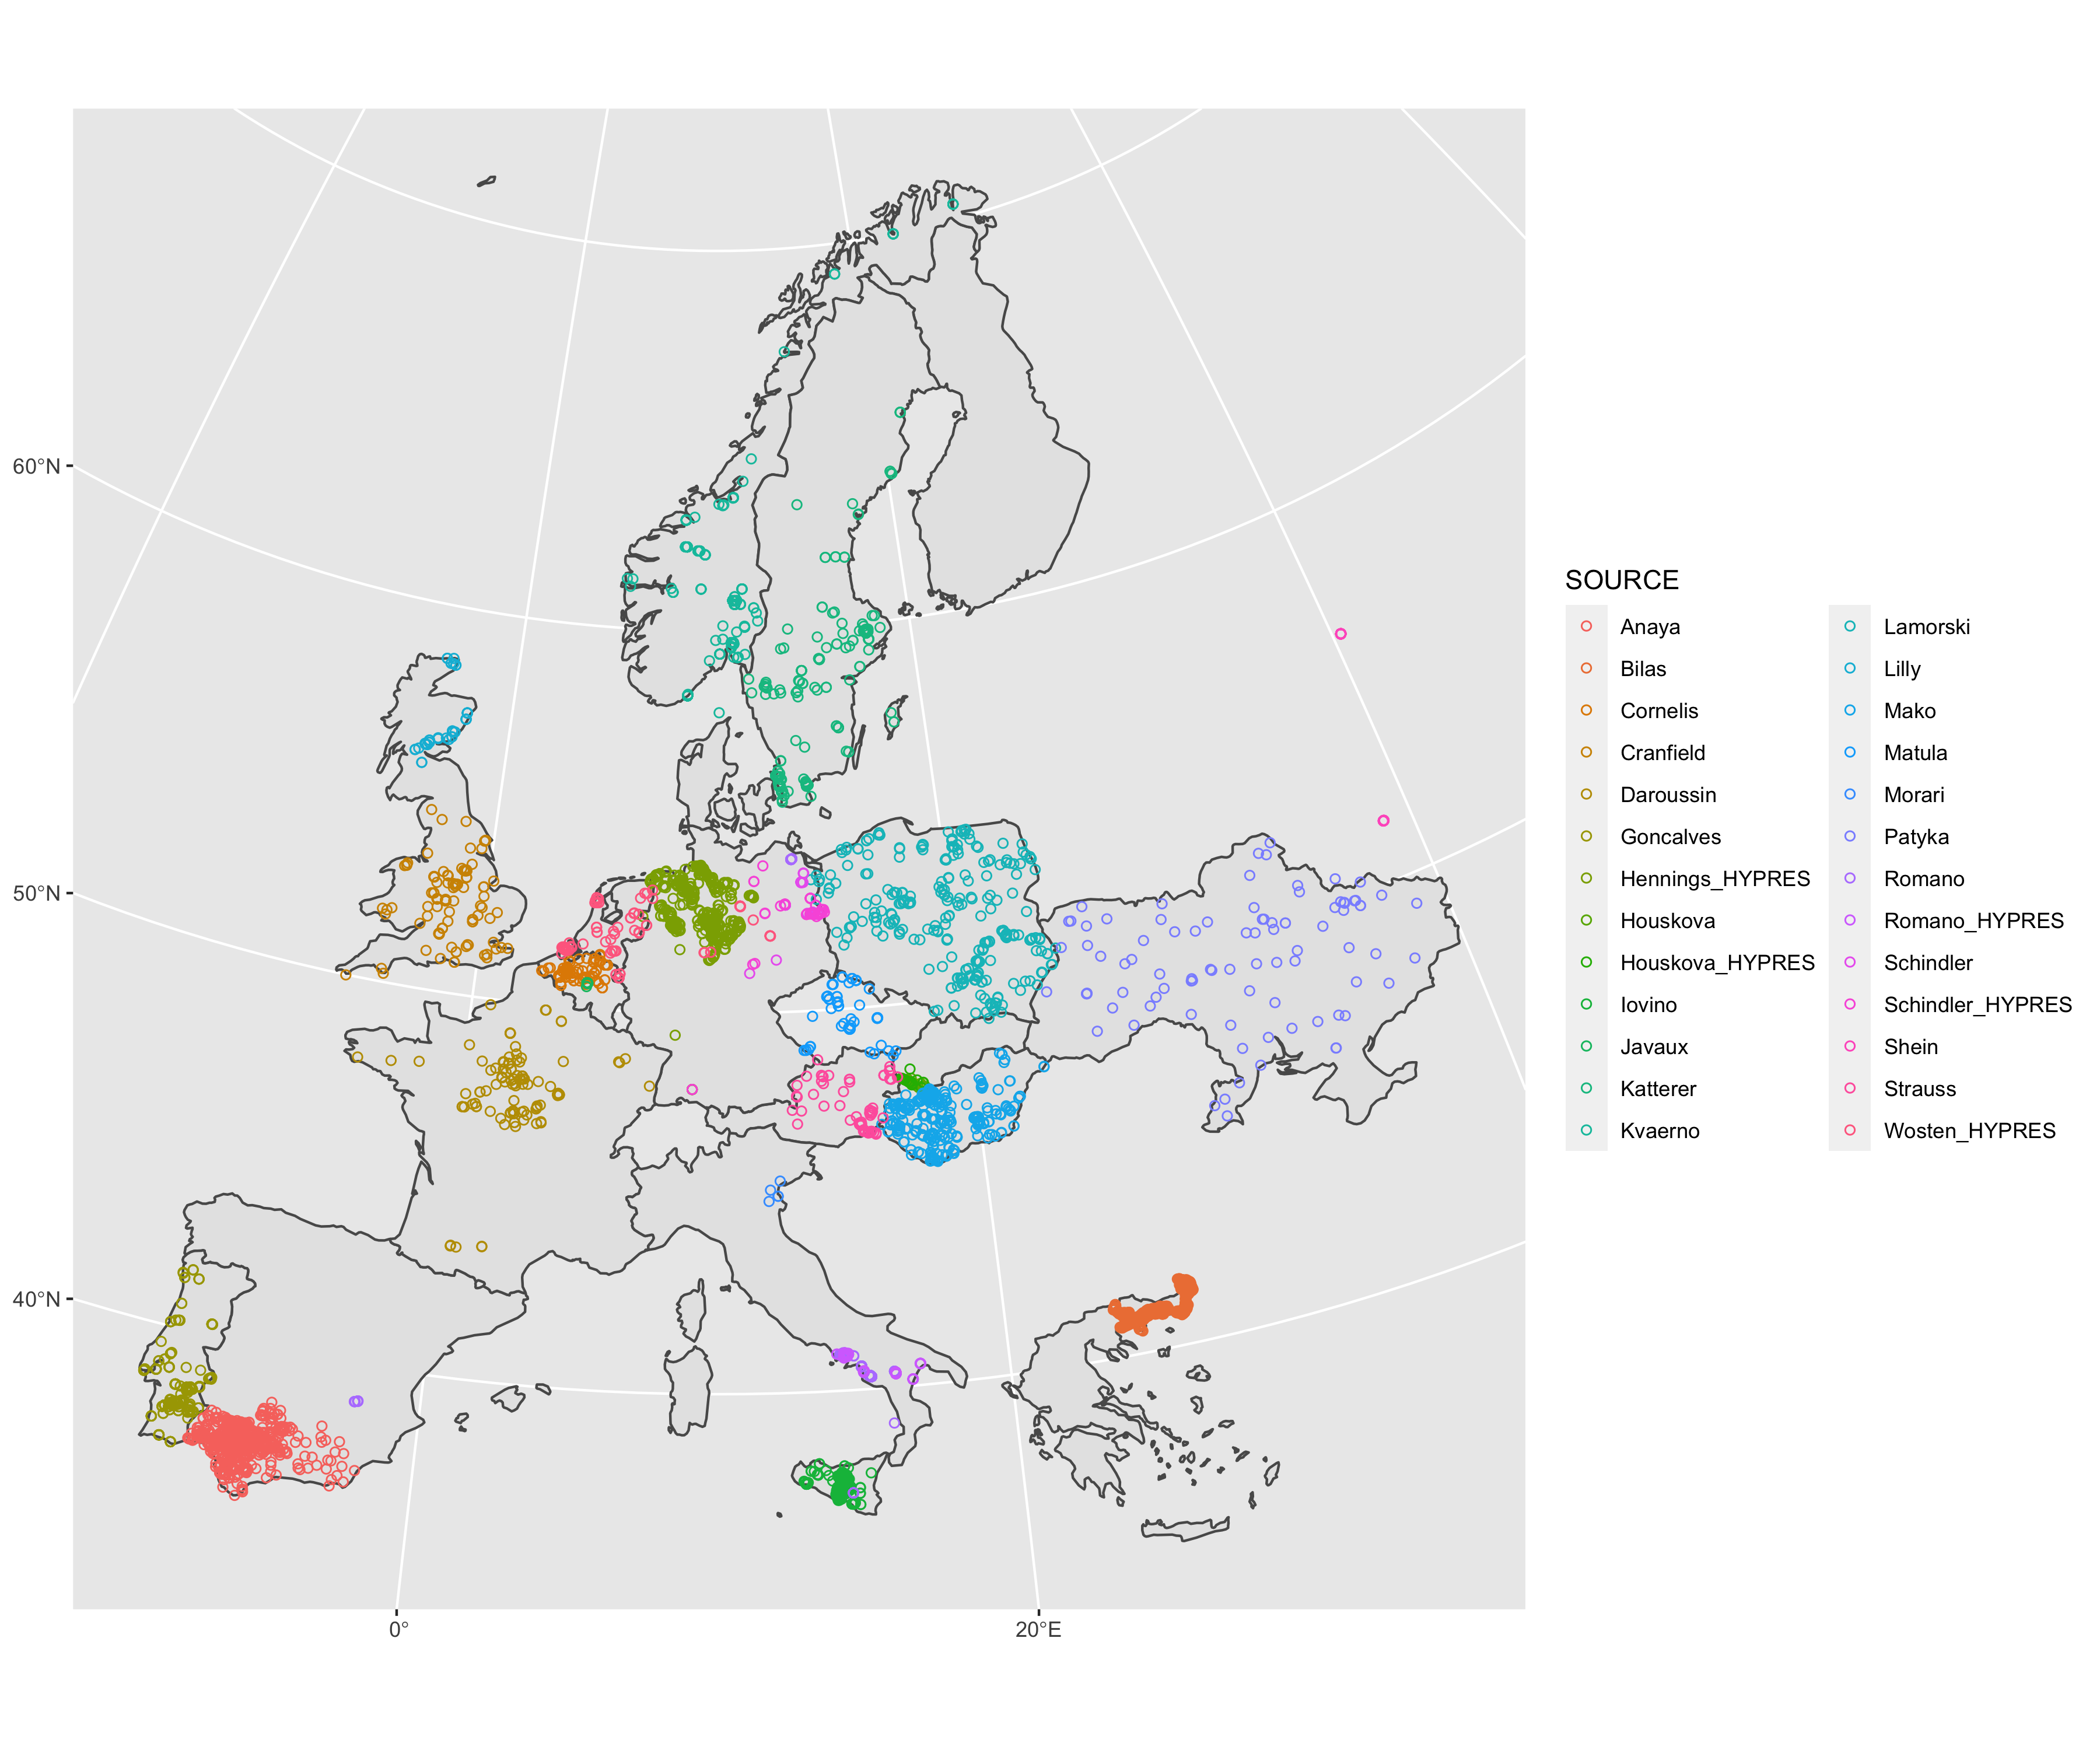 60°N
50°N
40°N
0°
20°E
SOURCE
Anaya
Bilas
Cornelis
Cranfield
Daroussin
Goncalves
Hennings_HYPRES
Houskova
Houskova_HYPRES
Iovino
Javaux
Katterer
Kvaerno
Lamorski
Lilly
Mako
Matula
Morari
Patyka
Romano
Romano_HYPRES
Schindler
Schindler_HYPRES
Shein
Strauss
Wosten_HYPRES